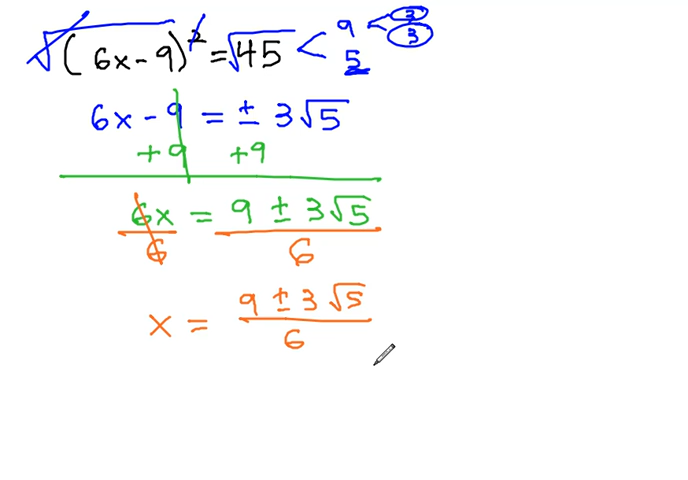 √(6x-9)² = √45 < 9 < 3 3
5
6x - 9 = ± 3√5
+9 +9
6x = 9 ± 3√5
6 6
x = 9 ± 3√5
6